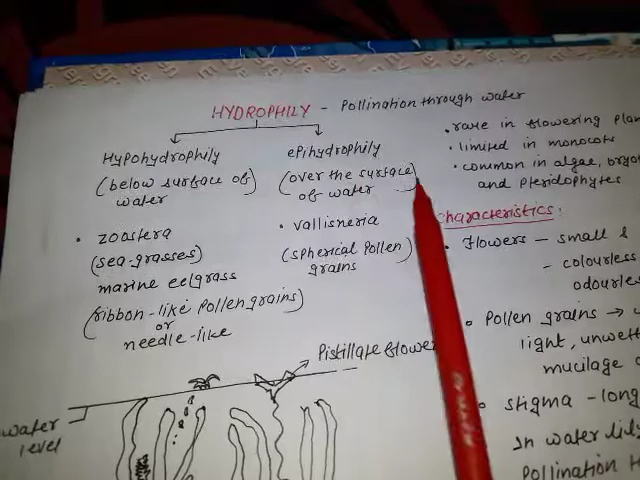 HYDROPHILY - Pollination through water
Hypohydrophily
(below surface of
water
• zoostera
(sea-grasses)
marine eelgrass
(ribbon-like Pollen grains)
or
needle-like
epihydrophily
(over the surface
of water
• vallisneria
(spherical Pollen
grains)
Pistillate flower
water
level
• rare in flowering plan
• limited in monocots
• common in algae, bryo
and pteridophytes
characteristics:
• Flowers - small &
- colourless
odourless
• Pollen grains →
light, unwett
mucilage c
• stigma - long
In water lily
Pollination